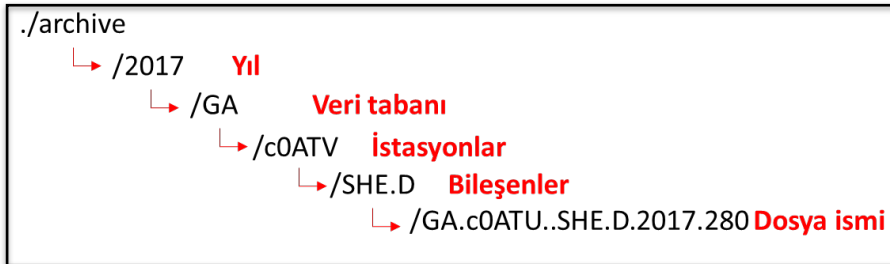 ./archive
/2017 Yıl
/GA Veri tabanı
/c0ATV İstasyonlar
/SHE.D Bileşenler
/GA.c0ATU..SHE.D.2017.280 Dosya ismi